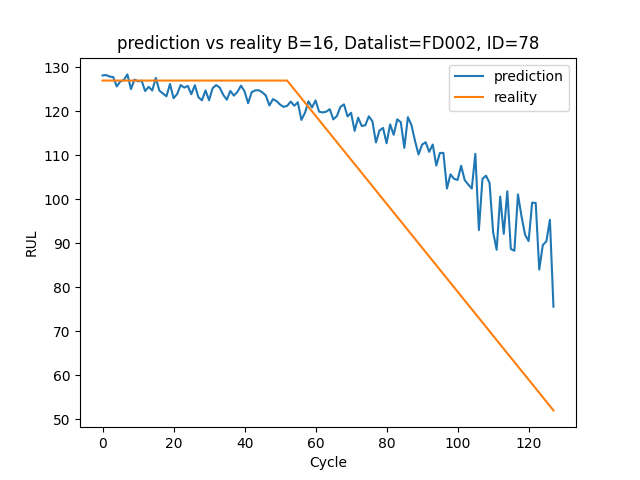 prediction vs reality B=16, Datalist=FD002, ID=78
prediction
reality
130
120
110
100
90
80
70
60
50
RUL
0 20 40 60 80 100 120
Cycle